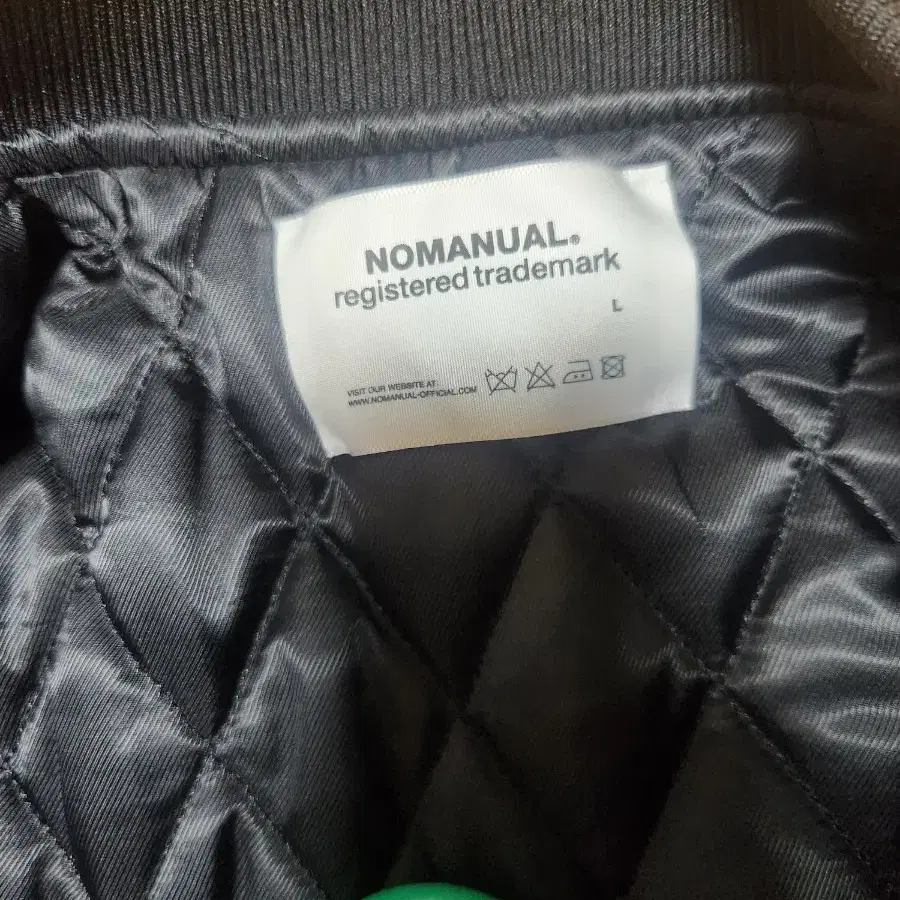 NOMANUAL®
registered trademark
L
VISIT OUR WEBSITE AT:
WWW.NOMANUAL-OFFICIAL.COM